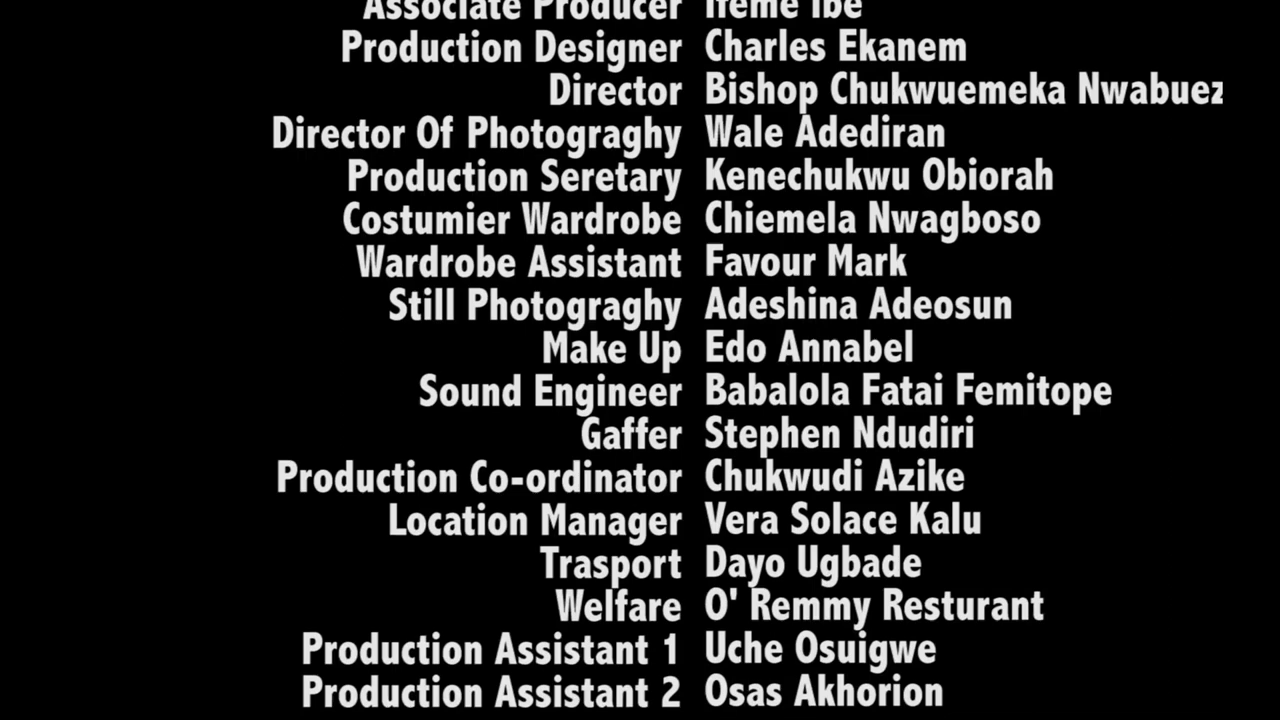 Associate Producer Ifeme Ibe
Production Designer Charles Ekanem
Director Bishop Chukwuemeka Nwabuez
Director Of Photograghy Wale Adediran
Production Seretary Kenechukwu Obiorah
Costumier Wardrobe Chiemela Nwagboso
Wardrobe Assistant Favour Mark
Still Photograghy Adeshina Adeosun
Make Up Edo Annabel
Sound Engineer Babalola Fatai Femitope
Gaffer Stephen Ndudiri
Production Co-ordinator Chukwudi Azike
Location Manager Vera Solace Kalu
Trasport Dayo Ugbade
Welfare O' Remmy Resturant
Production Assistant 1 Uche Osuigwe
Production Assistant 2 Osas Akhorion